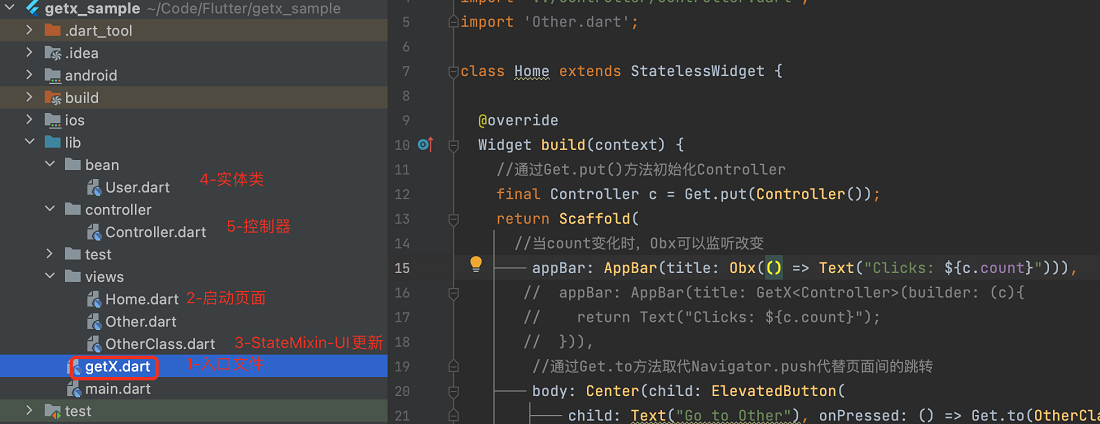 getx_sample ~/Code/Flutter/getx_sample
.dart_tool
.idea
android
build
ios
lib
bean
User.dart 4-实体类
controller
Controller.dart 5-控制器
test
views
Home.dart 2-启动页面
Other.dart
OtherClass.dart 3-StateMixin-UI更新
getX.dart 1-入口文件
main.dart
test
5 import 'Other.dart';
6
7 class Home extends StatelessWidget {
8
9 @override
10 Widget build(context) {
11 //通过Get.put()方法初始化Controller
12 final Controller c = Get.put(Controller());
13 return Scaffold(
14 //当count变化时，Obx可以监听改变
15 appBar: AppBar(title: Obx(() => Text("Clicks: ${c.count}"))),
16 // appBar: AppBar(title: GetX<Controller>(builder: (c){
17 // return Text("Clicks: ${c.count}");
18 // })),
19 //通过Get.to方法取代Navigator.push代替页面间的跳转
20 body: Center(child: ElevatedButton(
21 child: Text("Go to Other"), onPressed: () => Get.to(OtherCla